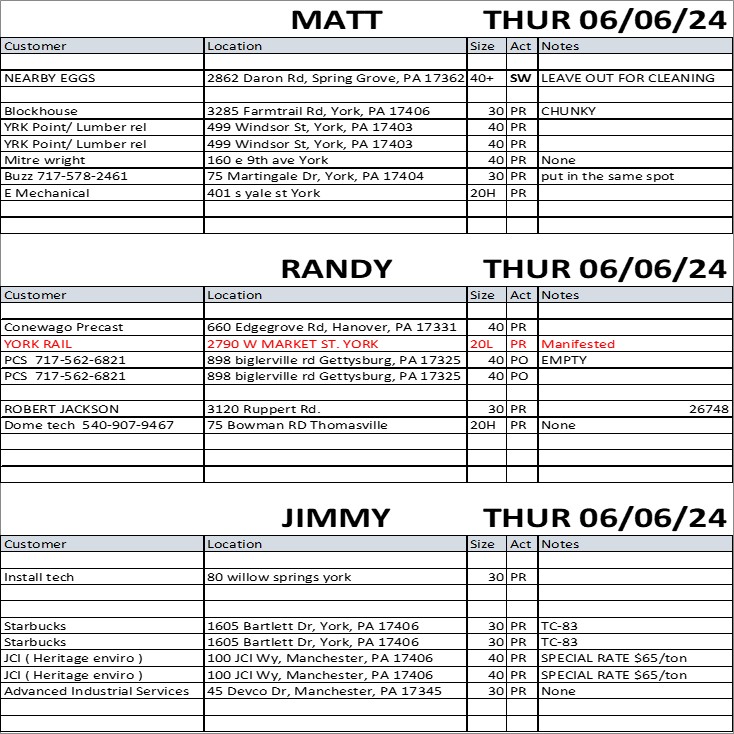 MATT THUR 06/06/24
Customer Location Size Act Notes
NEARBY EGGS 2862 Daron Rd, Spring Grove, PA 17362 40+ SW LEAVE OUT FOR CLEANING
Blockhouse 3285 Farmtrail Rd, York, PA 17406 30 PR CHUNKY
YRK Point/ Lumber rel 499 Windsor St, York, PA 17403 40 PR
YRK Point/ Lumber rel 499 Windsor St, York, PA 17403 40 PR
Mitre wright 160 e 9th ave York 40 PR None
Buzz 717-578-2461 75 Martingale Dr, York, PA 17404 30 PR put in the same spot
E Mechanical 401 s yale st York 20H PR
RANDY THUR 06/06/24
Customer Location Size Act Notes
Conewago Precast 660 Edgegrove Rd, Hanover, PA 17331 40 PR
YORK RAIL 2790 W MARKET ST. YORK 20L PR Manifested
PCS 717-562-6821 898 biglerville rd Gettysburg, PA 17325 40 PO EMPTY
PCS 717-562-6821 898 biglerville rd Gettysburg, PA 17325 40 PO
ROBERT JACKSON 3120 Ruppert Rd. 30 PR 26748
Dome tech 540-907-9467 75 Bowman RD Thomasville 20H PR None
JIMMY THUR 06/06/24
Customer Location Size Act Notes
Install tech 80 willow springs york 30 PR
Starbucks 1605 Bartlett Dr, York, PA 17406 30 PR TC-83
Starbucks 1605 Bartlett Dr, York, PA 17406 30 PR TC-83
JCI ( Heritage enviro ) 100 JCI Wy, Manchester, PA 17406 40 PR SPECIAL RATE $65/ton
JCI ( Heritage enviro ) 100 JCI Wy, Manchester, PA 17406 40 PR SPECIAL RATE $65/ton
Advanced Industrial Services 45 Devco Dr, Manchester, PA 17345 30 PR None